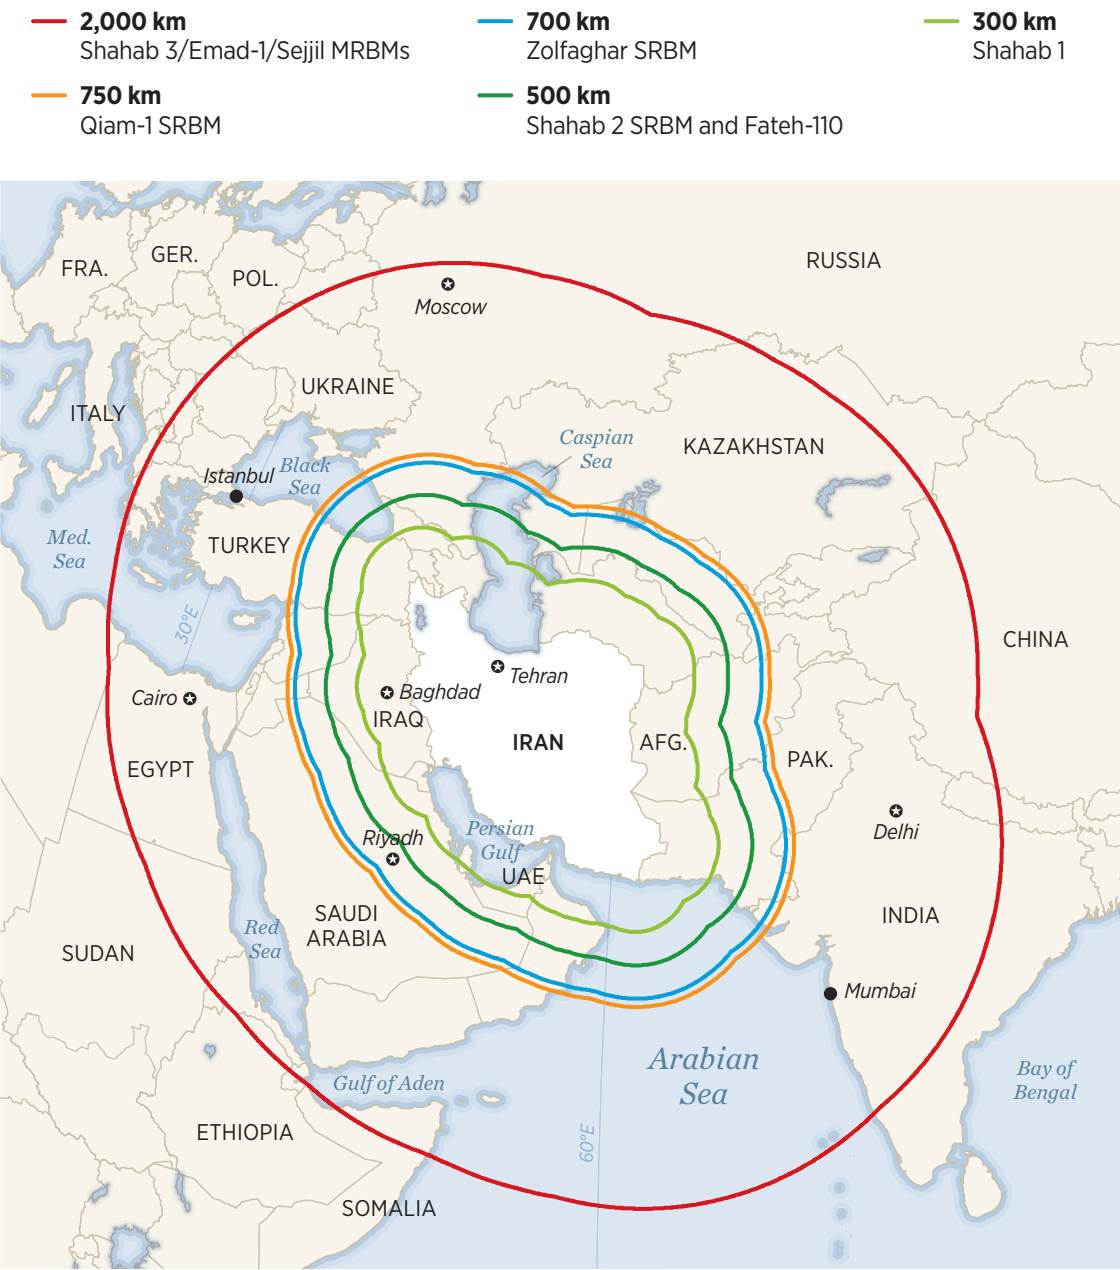 2,000 km
Shahab 3/Emad-1/Sejjil MRBMs
700 km
Zolfaghar SRBM
300 km
Shahab 1
750 km
Qiam-1 SRBM
500 km
Shahab 2 SRBM and Fateh-110
FRA.
GER.
POL.
RUSSIA
Moscow
UKRAINE
ITALY
KAZAKHSTAN
Caspian
Sea
Istanbul
Black
Sea
Med.
Sea
TURKEY
30°E
CHINA
Tehran
Cairo
Baghdad
IRAQ
IRAN
AFG.
PAK.
EGYPT
Delhi
Riyadh
Persian
Gulf
UAE
SAUDI
ARABIA
INDIA
Red
Sea
SUDAN
Mumbai
Arabian
Sea
Gulf of Aden
Bay of
Bengal
ETHIOPIA
60°E
SOMALIA